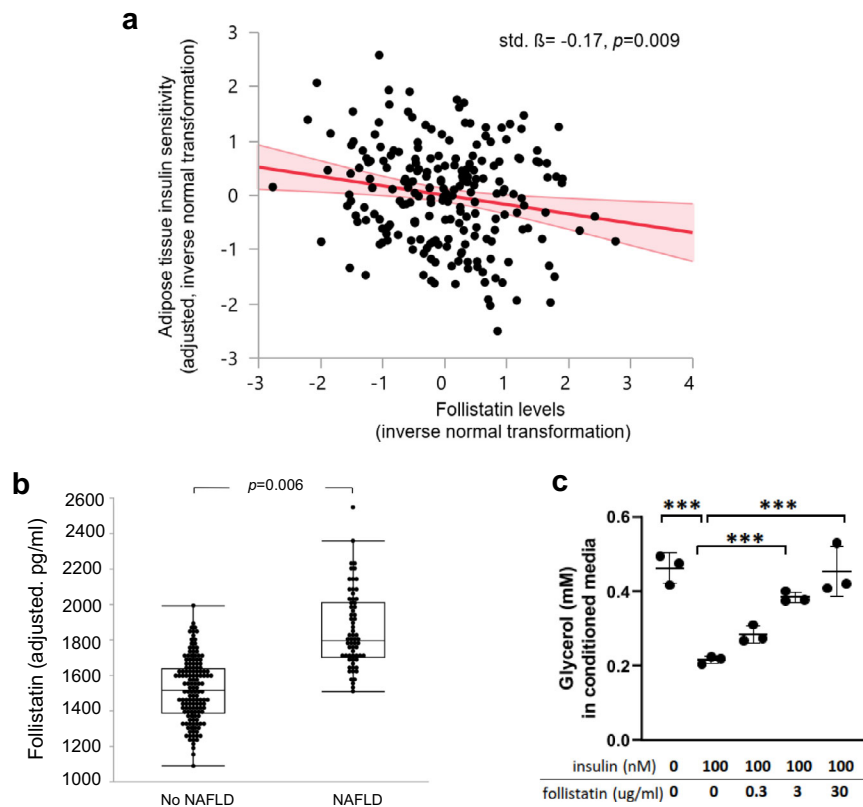 a
std. ß= -0.17, p=0.009
Adipose tissue insulin sensitivity
(adjusted, inverse normal transformation)
3
2
1
0
-1
-2
-3
-3 -2 -1 0 1 2 3 4
Follistatin levels
(inverse normal transformation)
b
p=0.006
Follistatin (adjusted. pg/ml)
2600
2400
2200
2000
1800
1600
1400
1200
1000
No NAFLD NAFLD
c
*** ***
***
Glycerol (mM)
in conditioned media
0.6
0.4
0.2
0.0
insulin (nM) 0 100 100 100 100
follistatin (ug/ml) 0 0 0.3 3 30